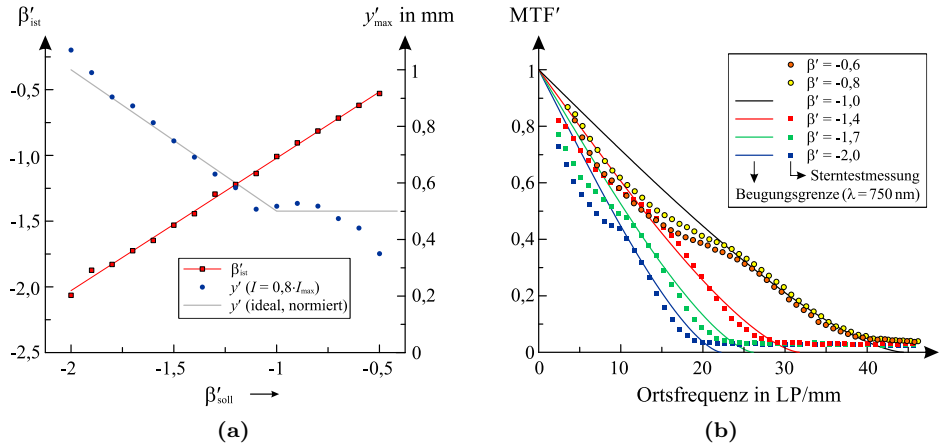 β′ist
y′max in mm
-0,5
-1,0
-1,5
-2,0
-2,5
1
0,8
0,6
0,4
0,2
0
β′ist
y′ (I = 0,8·Imax)
y′ (ideal, normiert)
-2
-1,5
-1
-0,5
β′soll
(a)
MTF′
1
0,8
0,6
0,4
0,2
0
β′ = -0,6
β′ = -0,8
β′ = -1,0
β′ = -1,4
β′ = -1,7
β′ = -2,0
Sterntestmessung
Beugungsgrenze (λ = 750 nm)
0
10
20
30
40
Ortsfrequenz in LP/mm
(b)